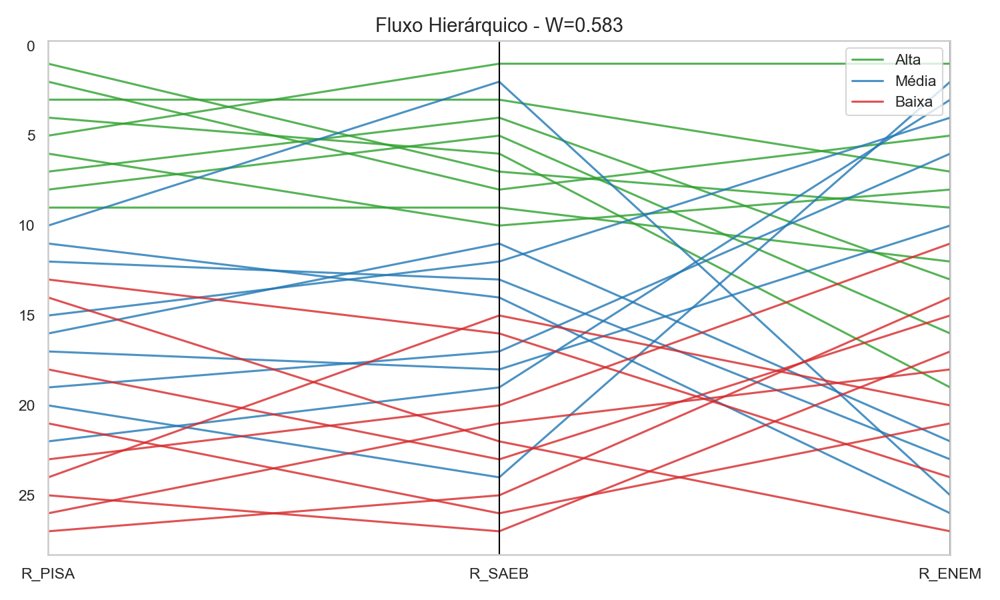 Fluxo Hierárquico - W=0.583
0
5
10
15
20
25
Alta
Média
Baixa
R_PISA
R_SAEB
R_ENEM